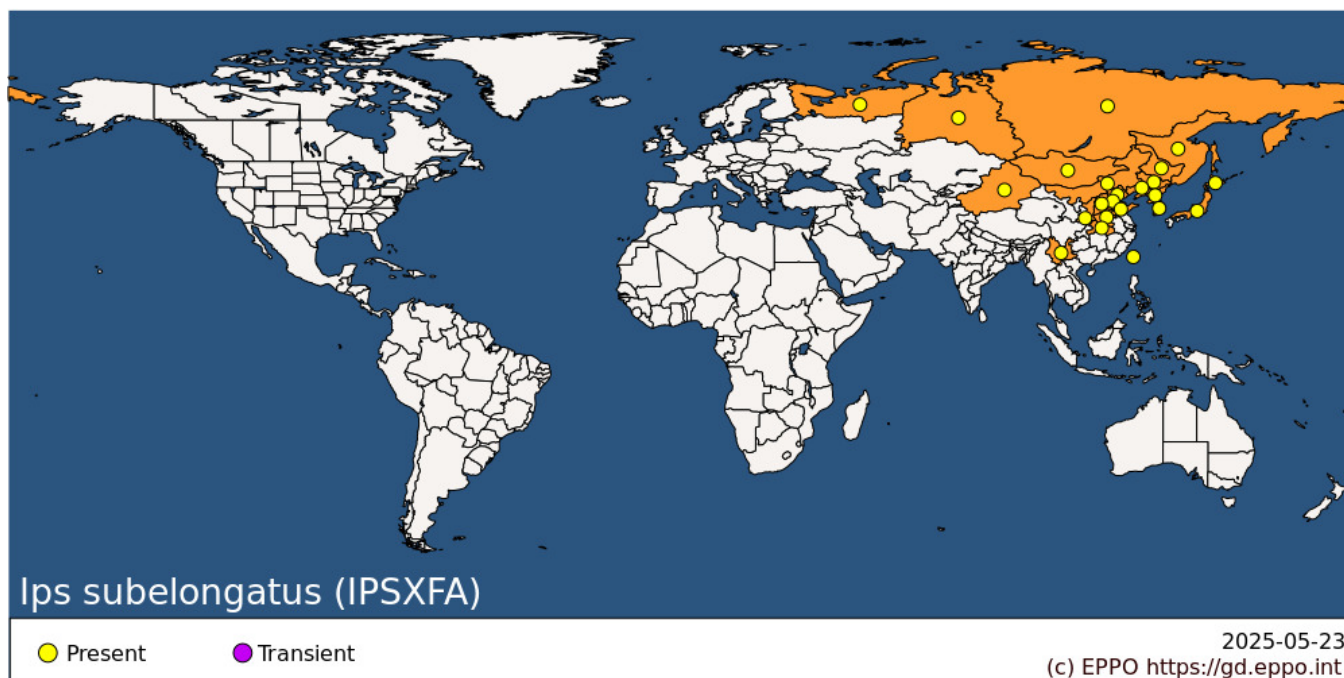 Ips subelongatus (IPSXFA)
Present
Transient
2025-05-23
(c) EPPO https://gd.eppo.int